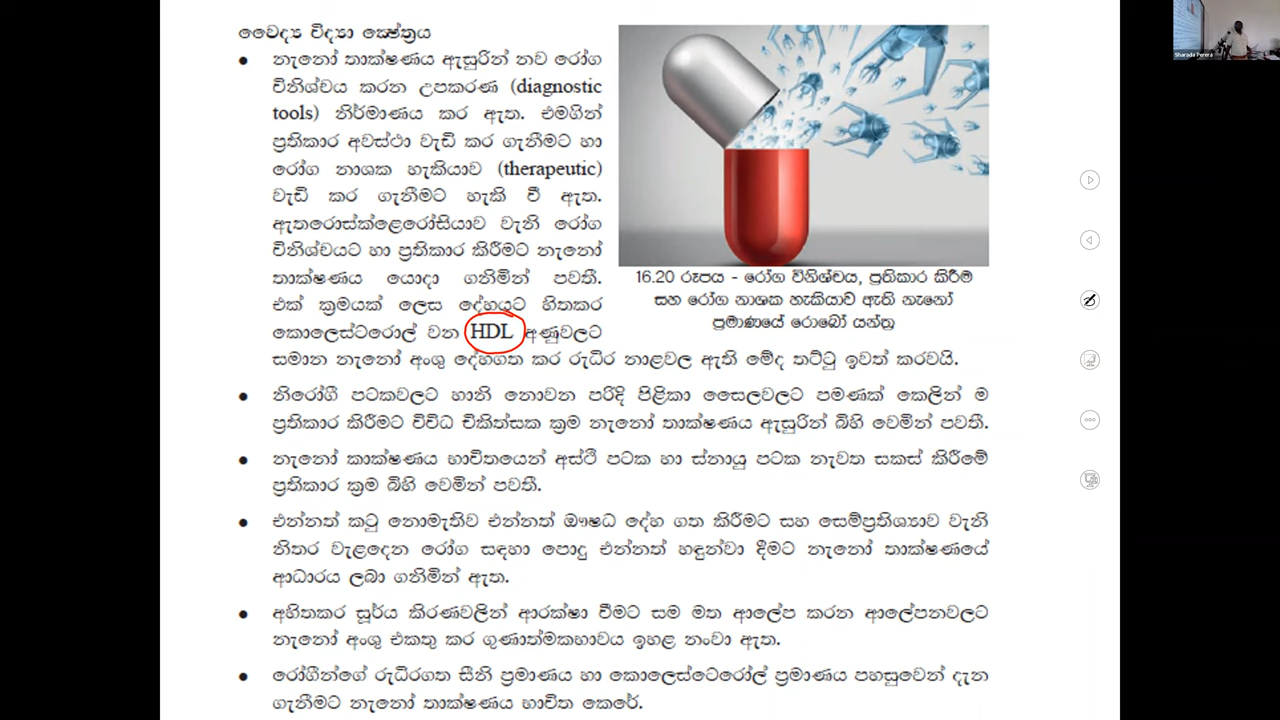 වෛද්‍ය විද්‍යා ක්ෂේත්‍රය
● නැනෝ තාක්ෂණය ඇසුරින් නව රෝග
විනිශ්චය කරන උපකරණ (diagnostic
tools) නිර්මාණය කර ඇත. එමගින්
ප්‍රතිකාර අවස්ථා වැඩි කර ගැනීමට හා
රෝග නාශක හැකියාව (therapeutic)
වැඩි කර ගැනීමට හැකි වී ඇත.
ඇතරොස්ක්ළෙරෝසියාව වැනි රෝග
විනිශ්චයට හා ප්‍රතිකාර කිරීමට නැනෝ
තාක්ෂණය යොදා ගනිමින් පවතී.
එක් ක්‍රමයක් ලෙස දේහයට හිතකර
කොලෙස්ටරොල් වන HDL අණුවලට
සමාන නැනෝ අංශු දේහගත කර රුධිර නාළවල ඇති මේද තට්ටු ඉවත් කරවයි.
16.20 රූපය - රෝග විනිශ්චය, ප්‍රතිකාර කිරීම
සහ රෝග නාශක හැකියාව ඇති නැනෝ
ප්‍රමාණයේ රොබෝ යන්ත්‍ර
● නිරෝගී පටකවලට හානි නොවන පරිදි පිළිකා සෛලවලට පමණක් කෙලින් ම
ප්‍රතිකාර කිරීමට විවිධ චිකිත්සක ක්‍රම නැනෝ තාක්ෂණය ඇසුරින් බිහි වෙමින් පවතී.
● නැනෝ කාක්ෂණය භාවිතයෙන් අස්ථි පටක හා ස්නායු පටක නැවත සකස් කිරීමේ
ප්‍රතිකාර ක්‍රම බිහි වෙමින් පවතී.
● එන්නත් කටු නොමැතිව එන්නත් ඖෂධ දේහ ගත කිරීමට සහ සෙම්ප්‍රතිශ්‍යාව වැනි
නිතර වැළඳෙන රෝග සඳහා පොදු එන්නත් හඳුන්වා දීමට නැනෝ තාක්ෂණයේ
ආධාරය ලබා ගනිමින් ඇත.
● අහිතකර සූර්ය කිරණවලින් ආරක්ෂා වීමට සම මත ආලේප කරන ආලේපනවලට
නැනෝ අංශු එකතු කර ගුණාත්මකභාවය ඉහළ නංවා ඇත.
● රෝගීන්ගේ රුධිරගත සීනි ප්‍රමාණය හා කොලෙස්ටෙරෝල් ප්‍රමාණය පහසුවෙන් දැන
ගැනීමට නැනෝ තාක්ෂණය භාවිත කෙරේ.
Sharada Perera